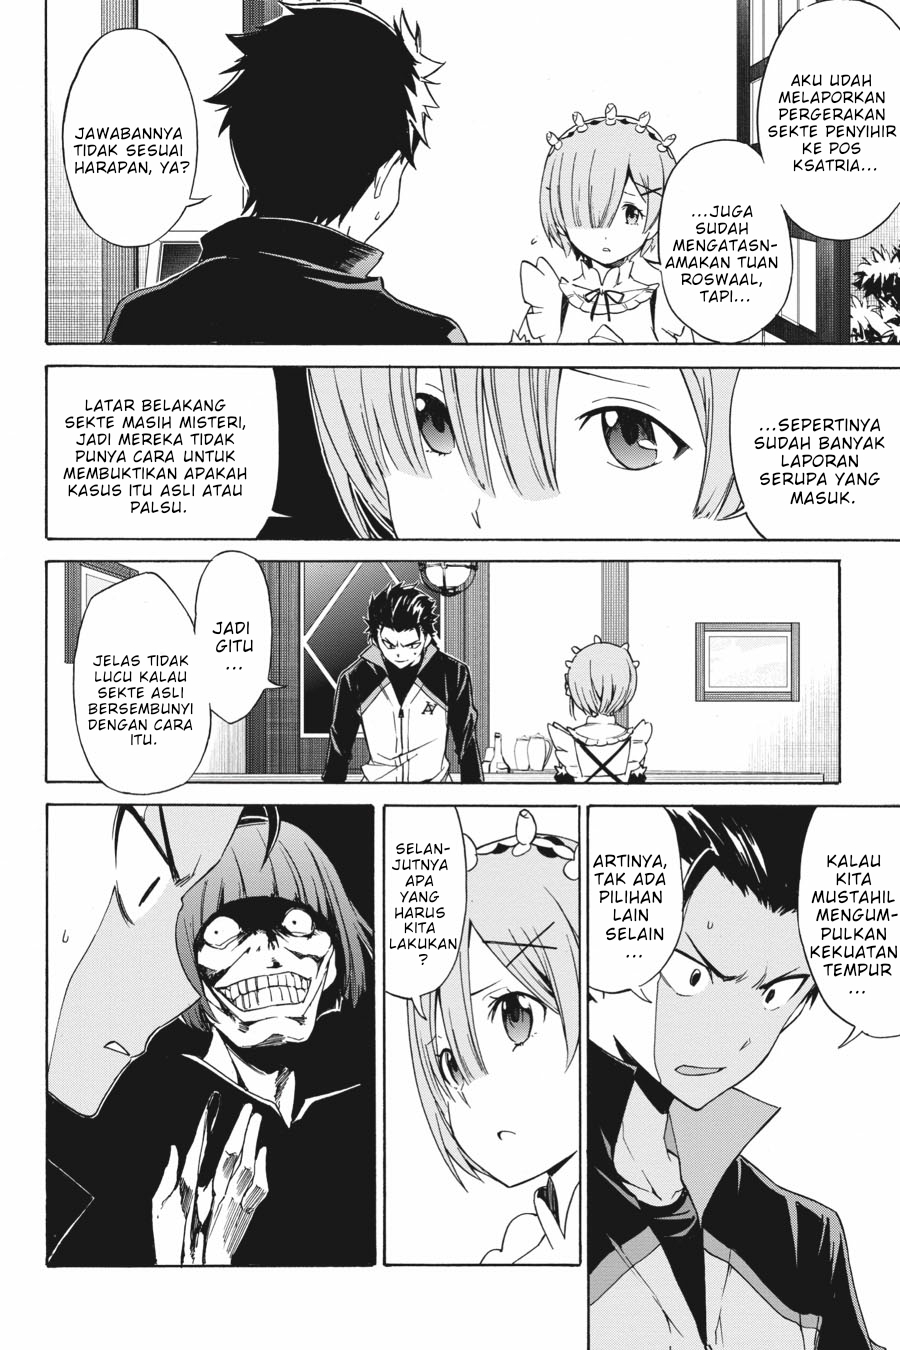 AKU UDAH
MELAPORKAN
PERGERAKAN
SEKTE PENYIHIR
KE POS
KSATRIA...
...JUGA
SUDAH
MENGATASN-
AMAKAN TUAN
ROSWAAL,
TAPI...
JAWABANNYA
TIDAK SESUAI
HARAPAN, YA?
...SEPERTINYA
SUDAH BANYAK
LAPORAN
SERUPA YANG
MASUK.
LATAR BELAKANG
SEKTE MASIH MISTERI,
JADI MEREKA TIDAK
PUNYA CARA UNTUK
MEMBUKTIKAN APAKAH
KASUS ITU ASLI ATAU
PALSU.
JADI
GITU
...
JELAS TIDAK
LUCU KALAU
SEKTE ASLI
BERSEMBUNYI
DENGAN CARA
ITU.
KALAU
KITA
MUSTAHIL
MENGUM-
PULKAN
KEKUATAN
TEMPUR
...
ARTINYA,
TAK ADA
PILIHAN
LAIN
SELAIN
...
SELAN-
JUTNYA
APA
YANG
HARUS
KITA
LAKUKAN
?